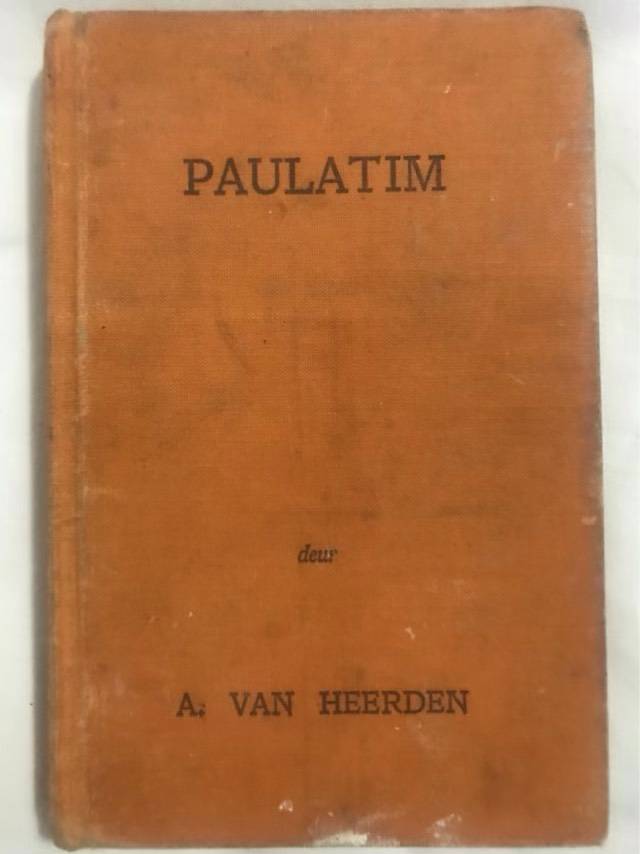 PAULATIM
deur
A. VAN HEERDEN